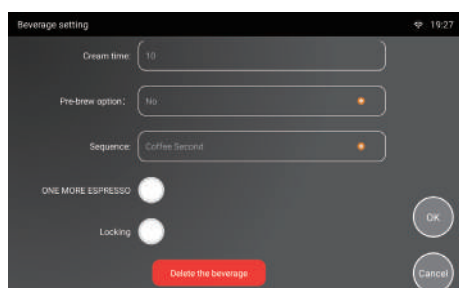 Beverage setting 19:27
Cream time: 10
Pre-brew option: No
Sequence: Coffee Second
ONE MORE ESPRESSO
Locking
OK
Delete the beverage
Cancel